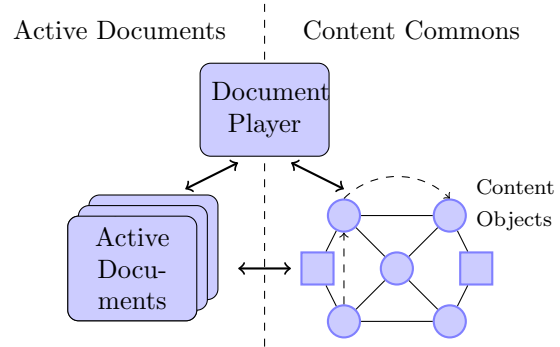 Active Documents
Content Commons
Document
Player
Content
Objects
Active
Docu-
ments